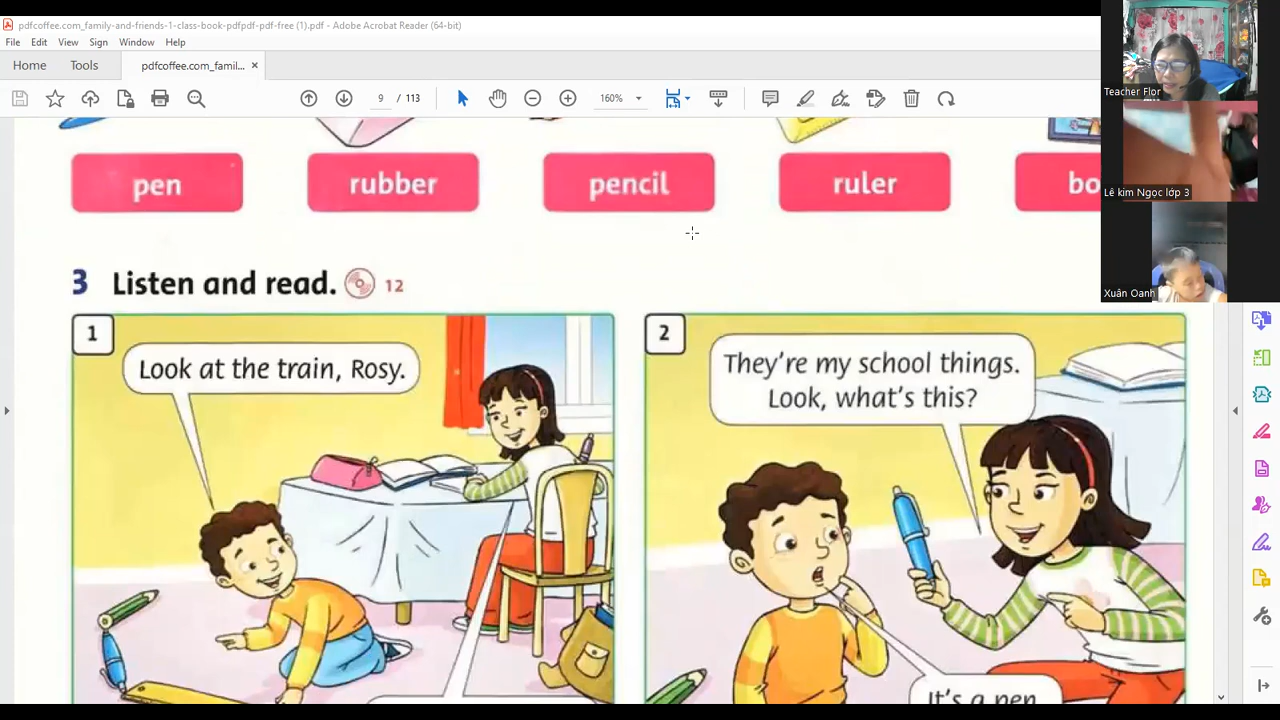 pdfcoffee.com_family-and-friends-1-class-book-pdfpdf-pdf-free (1).pdf - Adobe Acrobat Reader (64-bit)
File Edit View Sign Window Help
Home Tools pdfcoffee.com_famil... ×
9 / 113 160%
Teacher Flor
Lê kim Ngọc lớp 3
Xuân Oanh
pen rubber pencil ruler bo
3 Listen and read. 12
1
Look at the train, Rosy.
2
They're my school things.
Look, what's this?
It's a pen.